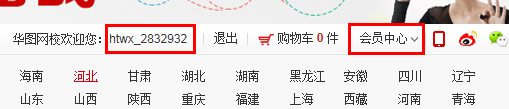 华图网校欢迎您: htwx_2832932 退出 购物车 0 件 会员中心
海南 河北 甘肃 湖北 湖南 黑龙江 安徽 四川 辽宁
山东 山西 陕西 重庆 福建 上海 西藏 河南 青海